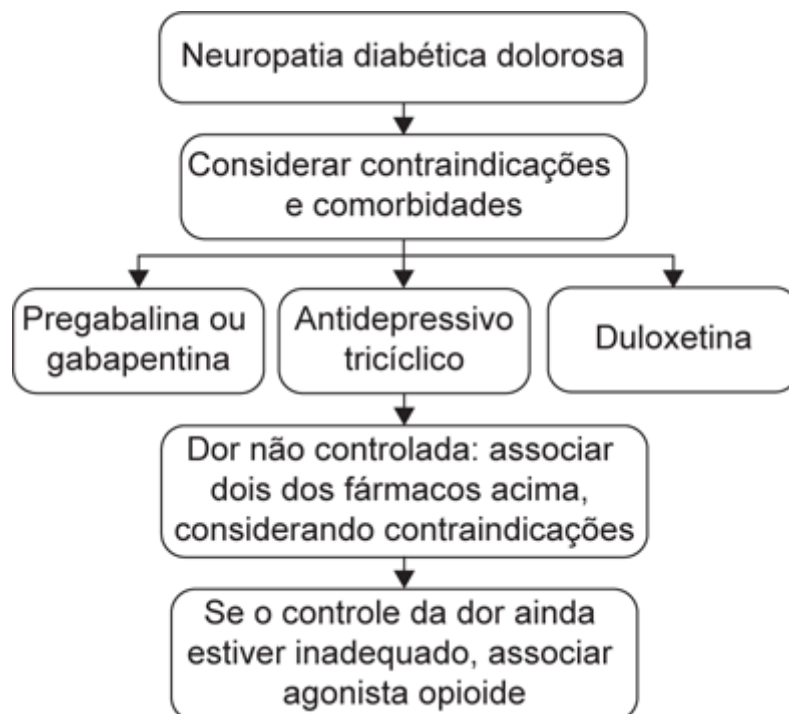 Neuropatia diabética dolorosa
Considerar contraindicações
e comorbidades
Pregabalina ou
gabapentina
Antidepressivo
tricíclico
Duloxetina
Dor não controlada: associar
dois dos fármacos acima,
considerando contraindicações
Se o controle da dor ainda
estiver inadequado, associar
agonista opioide